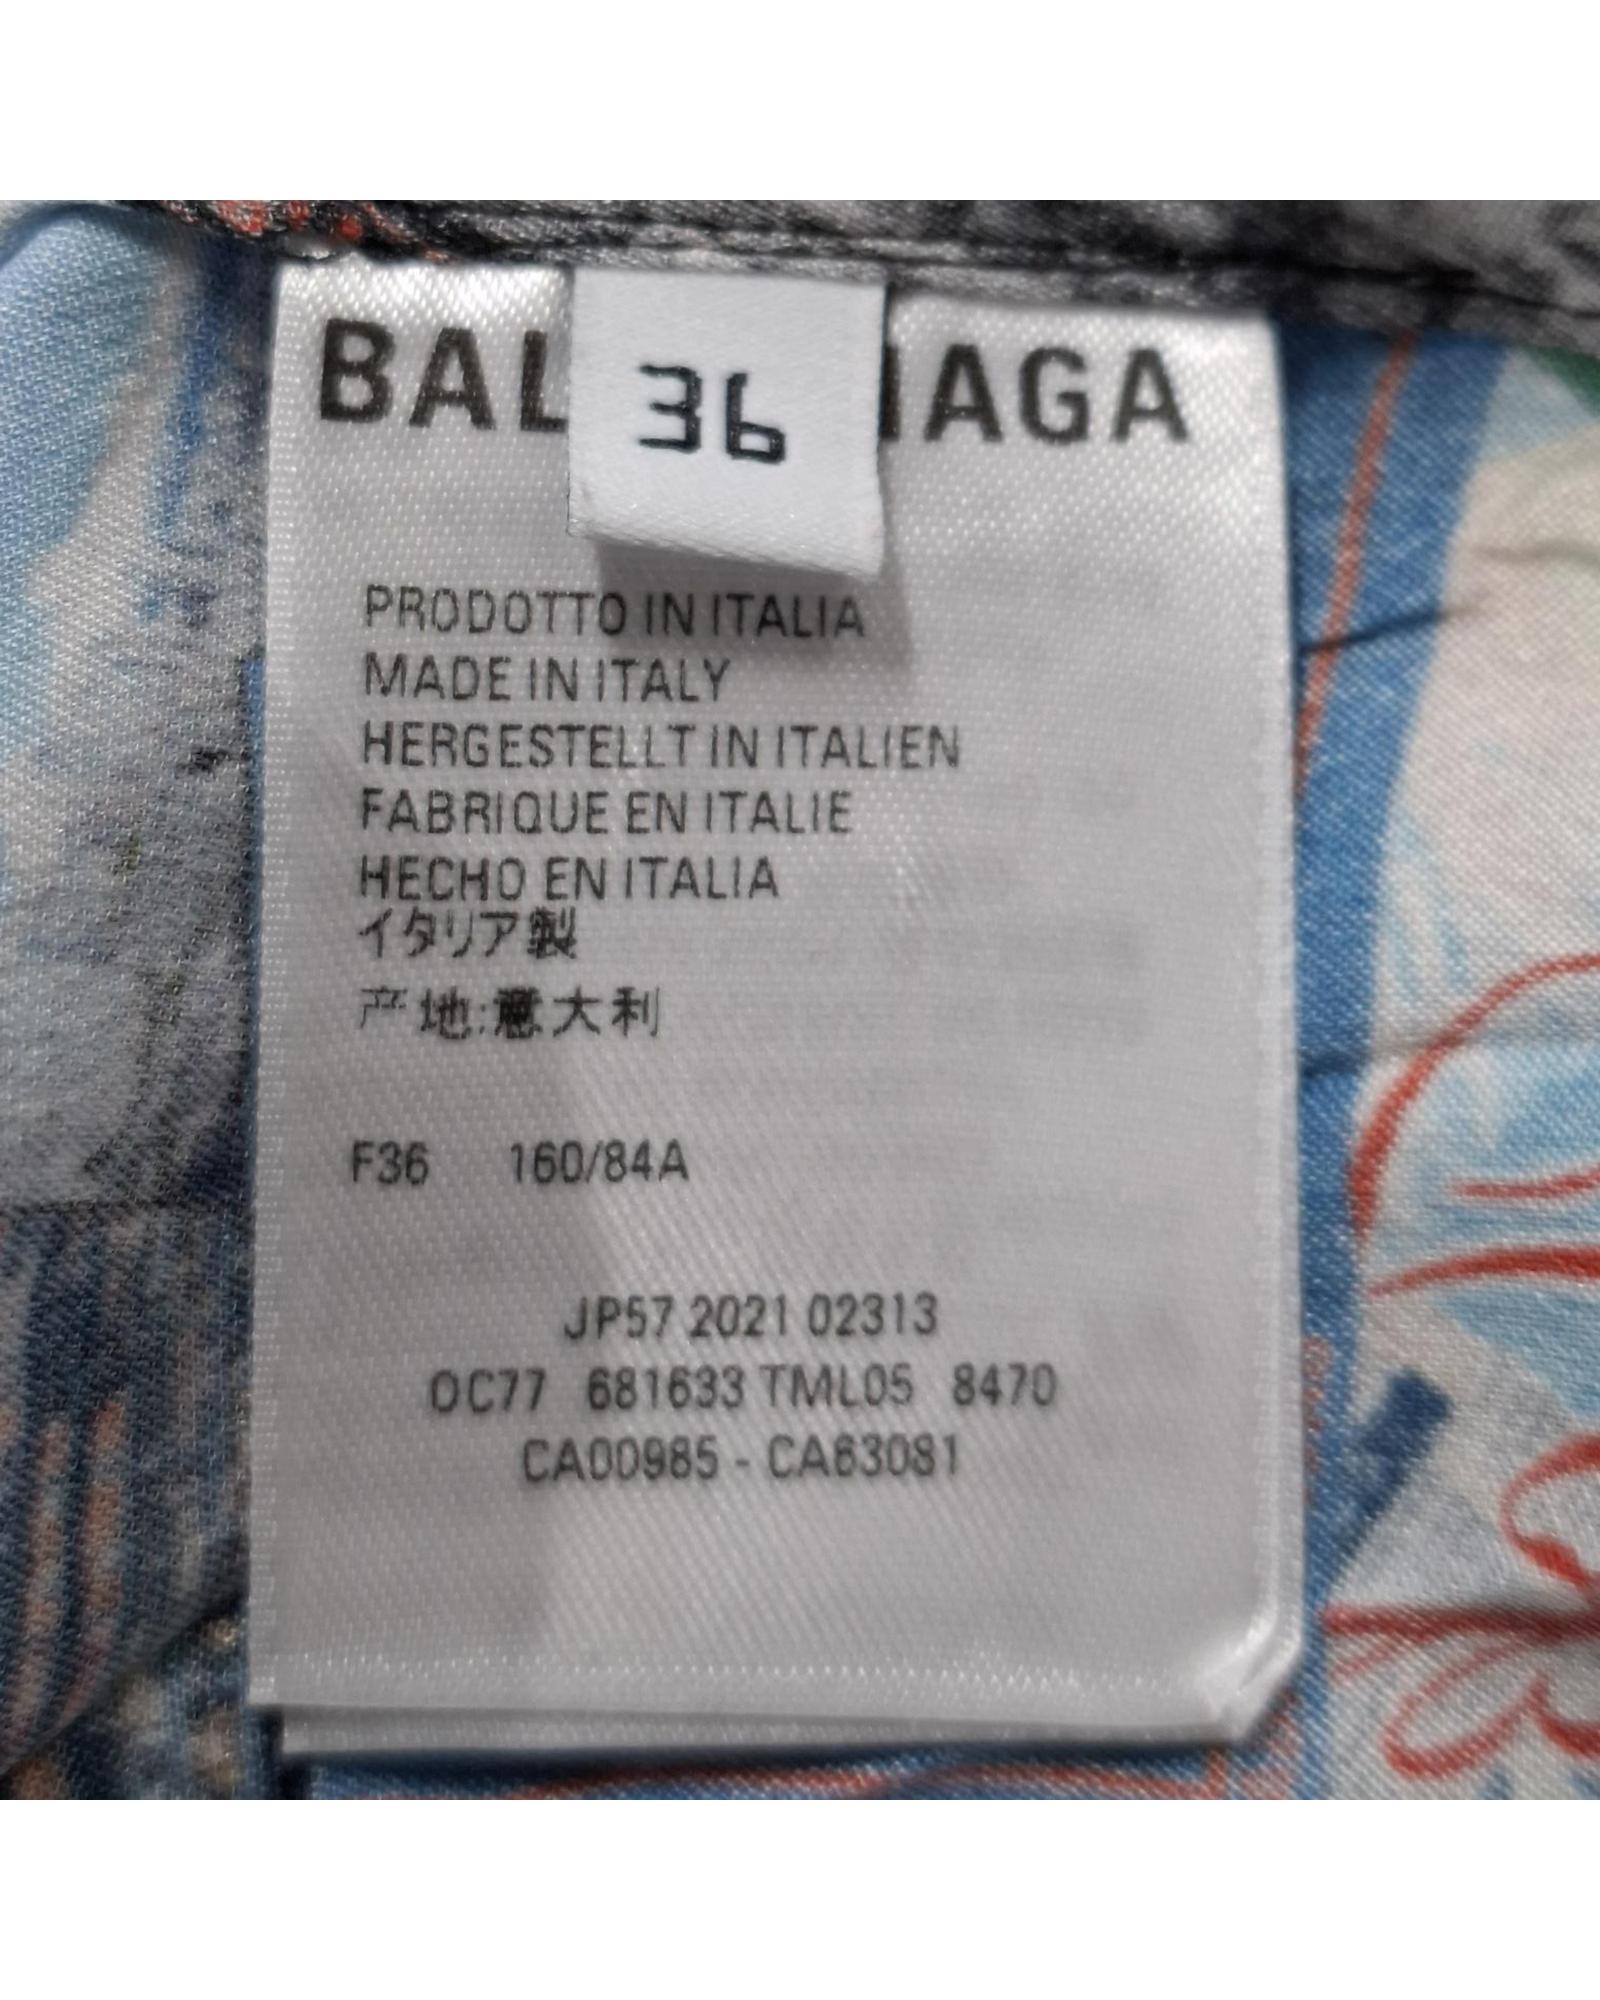 BAL 36 IAGA
PRODOTTO IN ITALIA
MADE IN ITALY
HERGESTELLT IN ITALIEN
FABRIQUE EN ITALIE
HECHO EN ITALIA
イタリア製
产地:意大利
F36 160/84A
JP57 2021 02313
0C77 681633 TML05 8470
CA00985 - CA63081